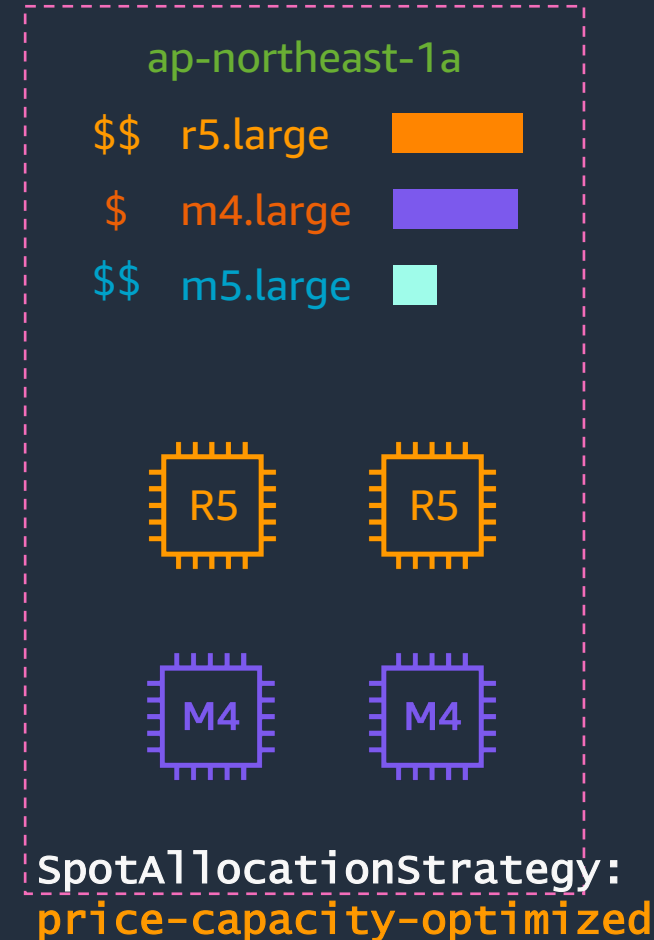 ap-northeast-1a
$$ r5.large
$ m4.large
$$ m5.large
R5 R5
M4 M4
SpotAllocationStrategy:
price-capacity-optimized